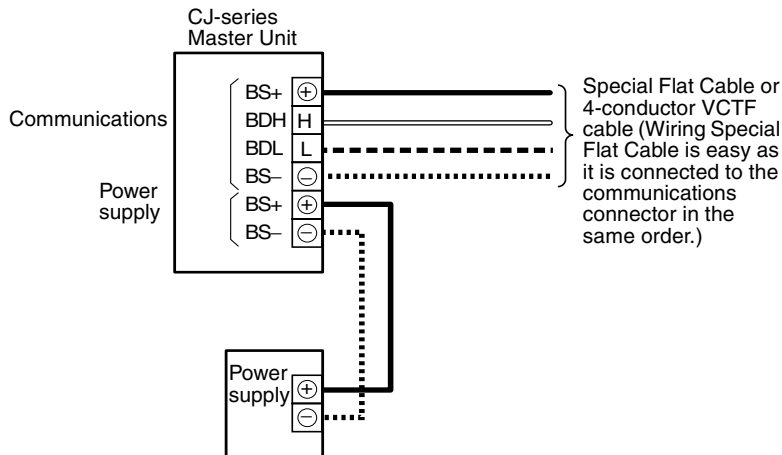 CJ-series
Master Unit
Communications
BS+ ⊕
BDH H
BDL L
BS– ⊖
Power
supply
BS+ ⊕
BS– ⊖
Special Flat Cable or
4-conductor VCTF
cable (Wiring Special
Flat Cable is easy as
it is connected to the
communications
connector in the
same order.)
Power
supply
⊕
⊖